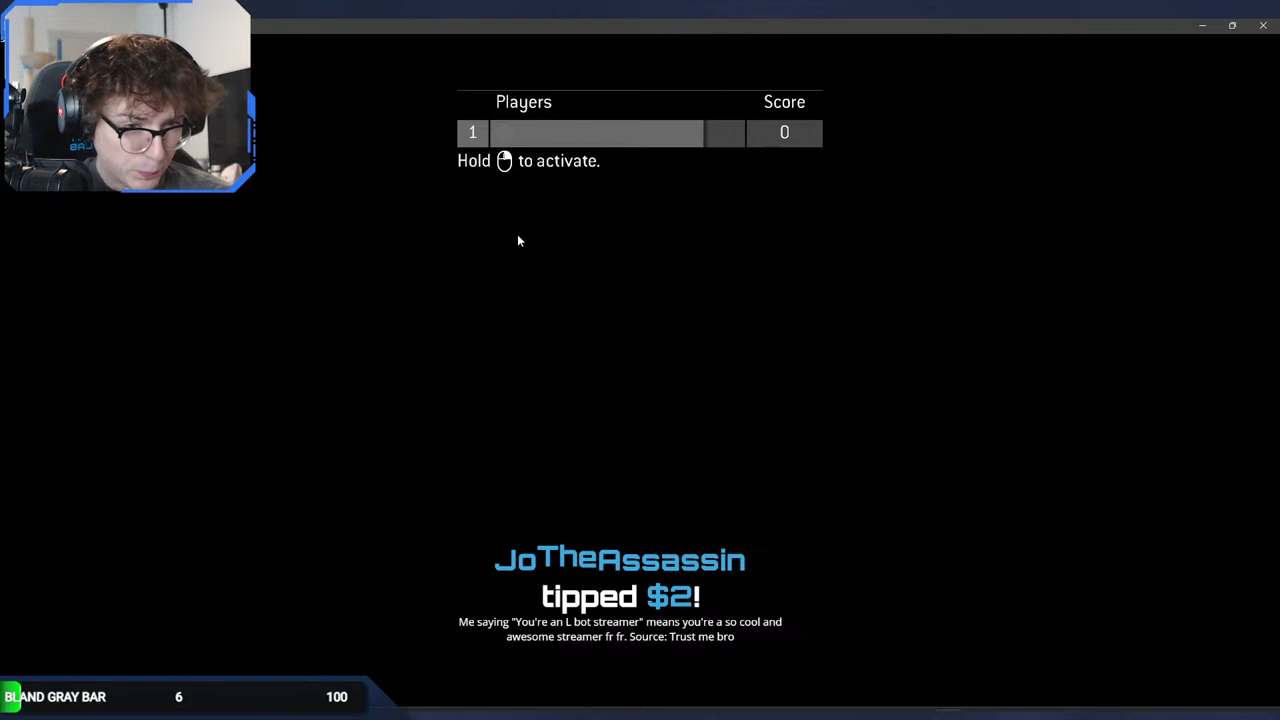 Players Score
1 0
Hold to activate.
JoTheAssassin
tipped $2!
Me saying "You're an L bot streamer" means you're a so cool and
awesome streamer fr fr. Source: Trust me bro
BLAND GRAY BAR 6 100